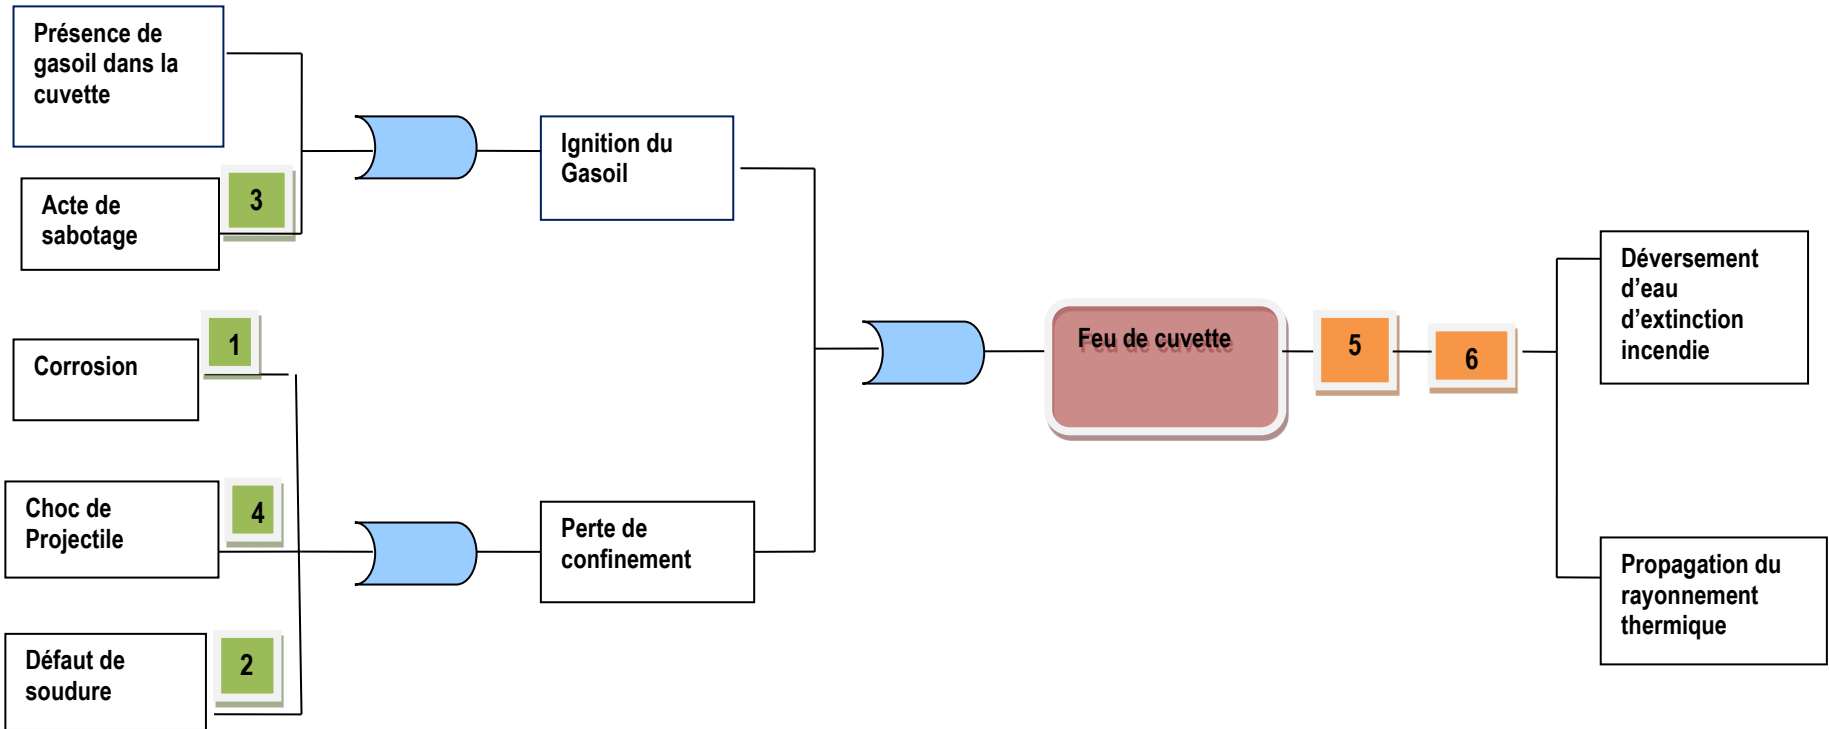 Présence de
gasoil dans la
cuvette
Acte de
sabotage
3
Corrosion
1
Choc de
Projectile
4
Défaut de
soudure
2
Ignition du
Gasoil
Perte de
confinement
Feu de cuvette
5
6
Déversement
d’eau
d’extinction
incendie
Propagation du
rayonnement
thermique